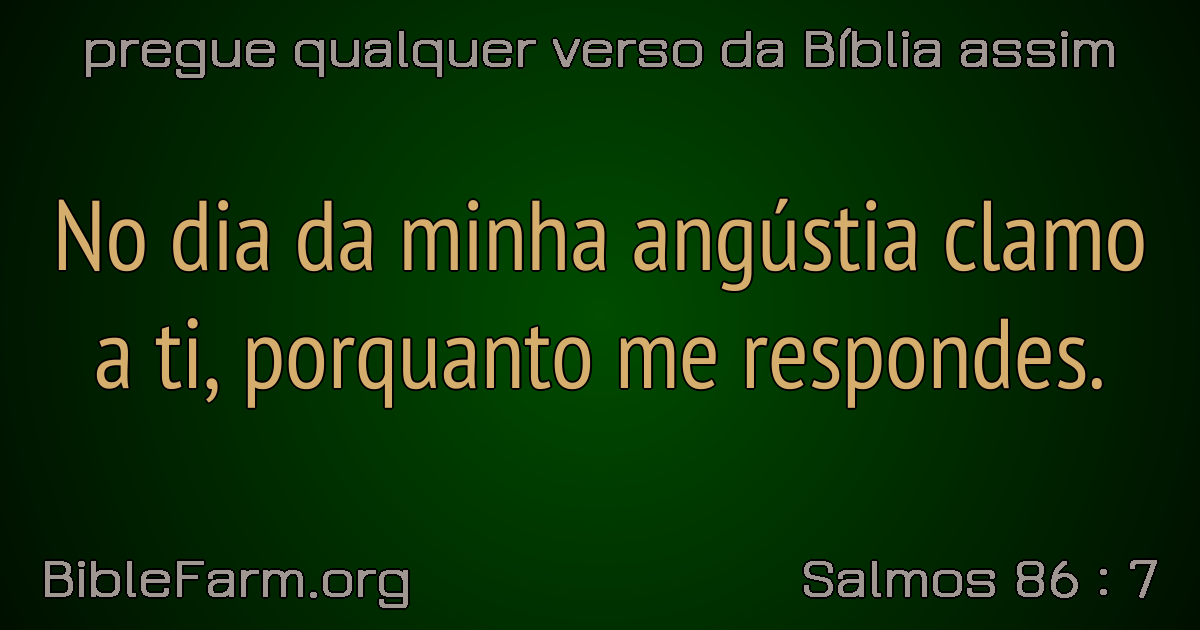 pregue qualquer verso da Bíblia assim
No dia da minha angústia clamo
a ti, porquanto me respondes.
BibleFarm.org
Salmos 86 : 7